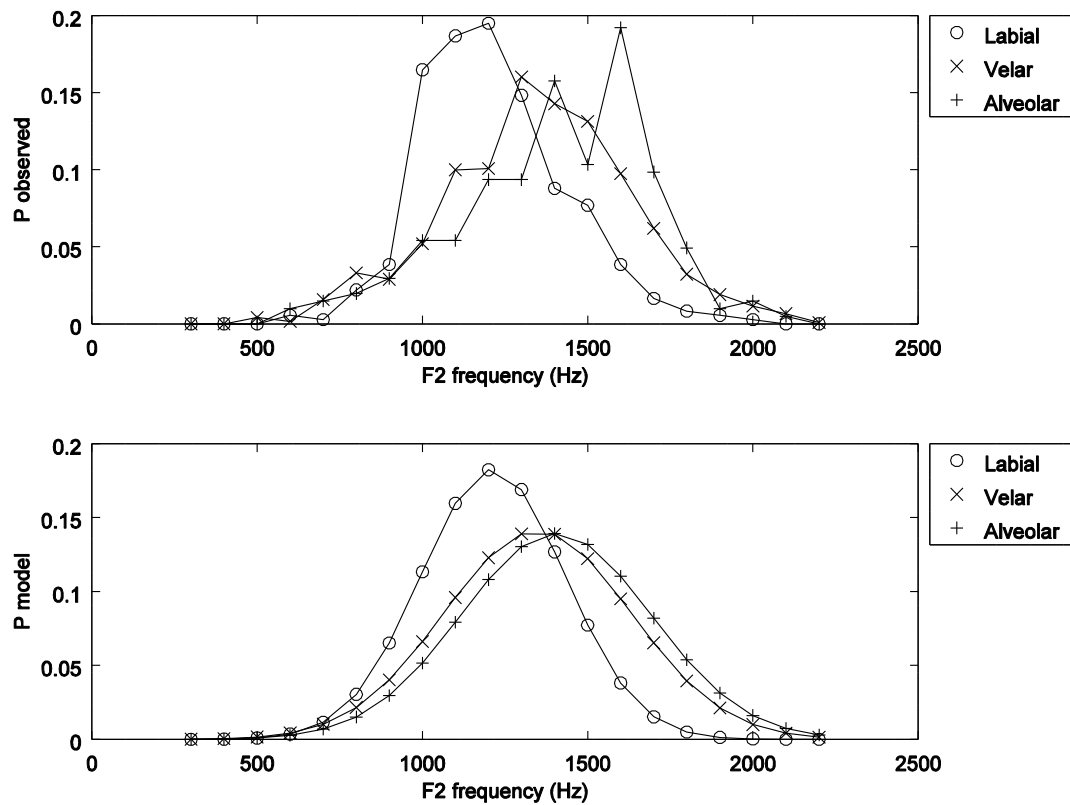 0.2
0.15
0.1
0.05
0
P observed
0 500 1000 1500 2000 2500
F2 frequency (Hz)
Labial
Velar
Alveolar
0.2
0.15
0.1
0.05
0
P model
0 500 1000 1500 2000 2500
F2 frequency (Hz)
Labial
Velar
Alveolar